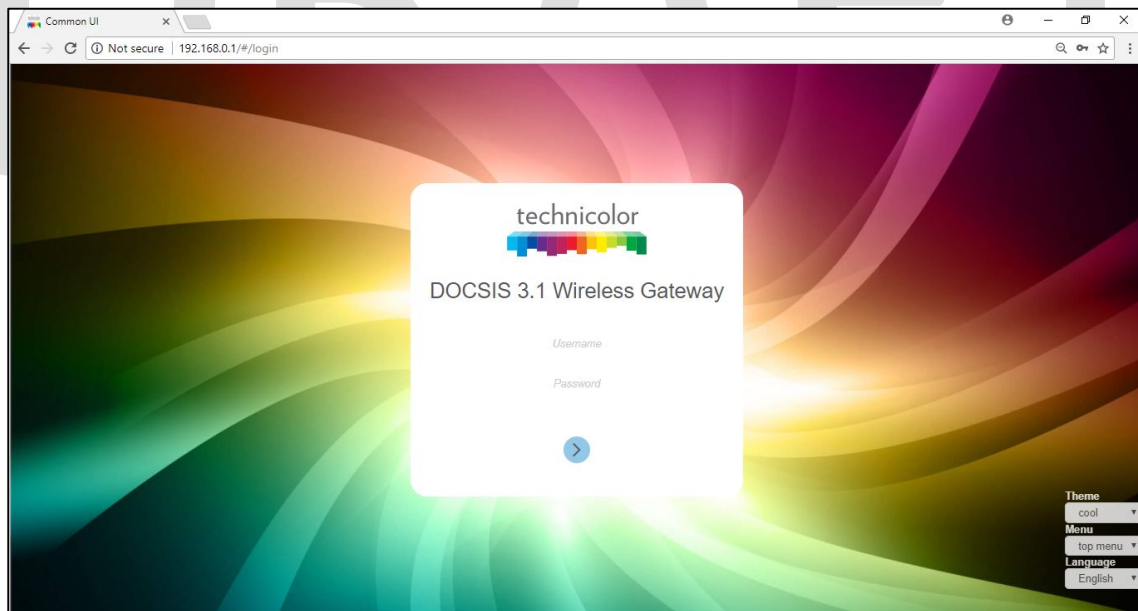 Common UI
Not secure | 192.168.0.1/#/login
technicolor
DOCSIS 3.1 Wireless Gateway
Username
Password
Theme
cool
Menu
top menu
Language
English